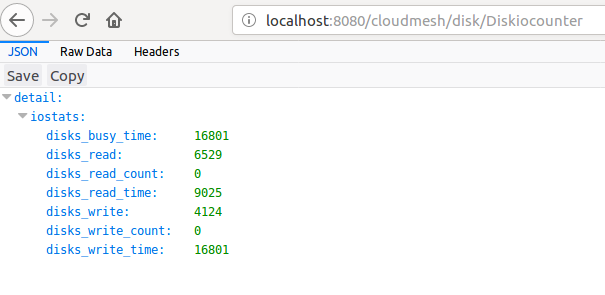 localhost:8080/cloudmesh/disk/Diskiocounter
JSON Raw Data Headers
Save Copy
detail:
iostats:
disks_busy_time: 16801
disks_read: 6529
disks_read_count: 0
disks_read_time: 9025
disks_write: 4124
disks_write_count: 0
disks_write_time: 16801